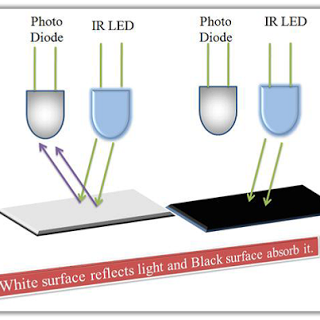 Photo
Diode
IR LED
Photo
Diode
IR LED
White surface reflects light and Black surface absorb it.